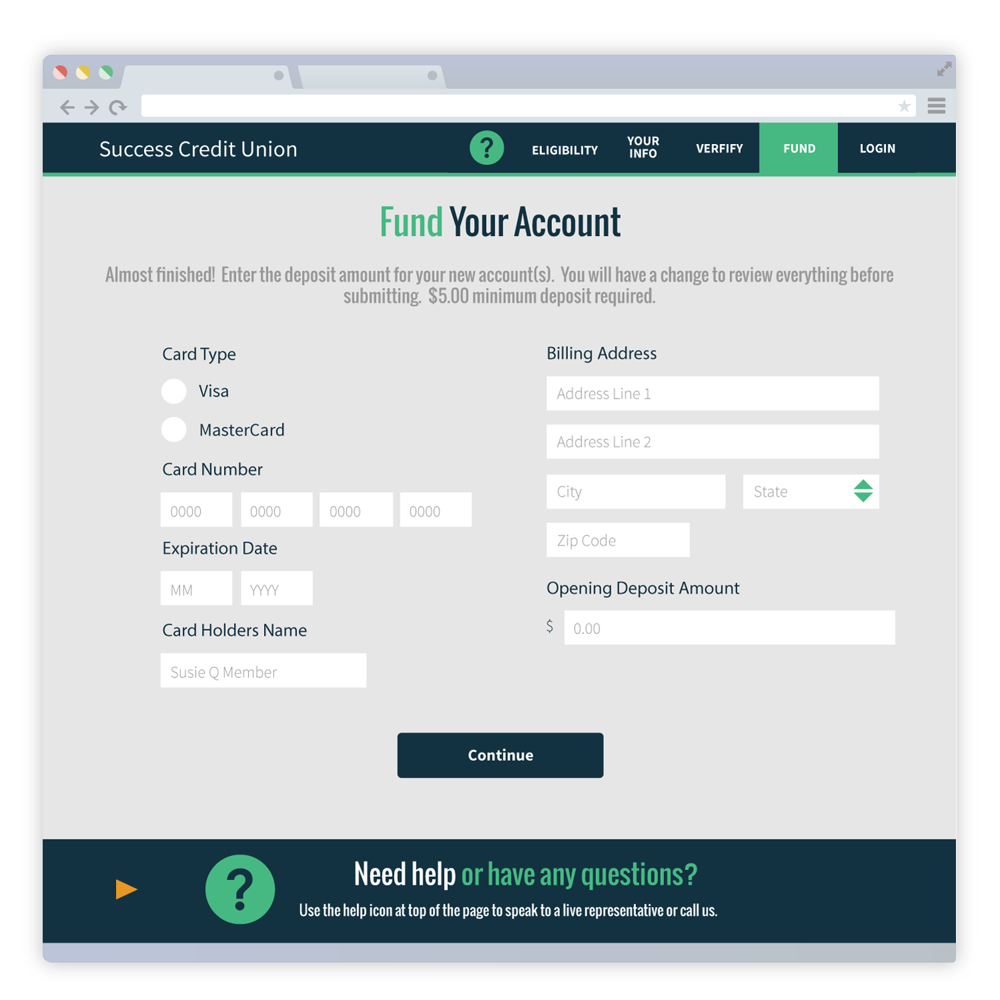 Success Credit Union
?
ELIGIBILITY
YOUR
INFO
VERFIFY
FUND
LOGIN
Fund Your Account
Almost finished! Enter the deposit amount for your new account(s). You will have a change to review everything before
submitting. $5.00 minimum deposit required.
Card Type
Visa
MasterCard
Card Number
0000 0000 0000 0000
Expiration Date
MM YYYY
Card Holders Name
Susie Q Member
Billing Address
Address Line 1
Address Line 2
City State
Zip Code
Opening Deposit Amount
$ 0.00
Continue
?
Need help or have any questions?
Use the help icon at top of the page to speak to a live representative or call us.